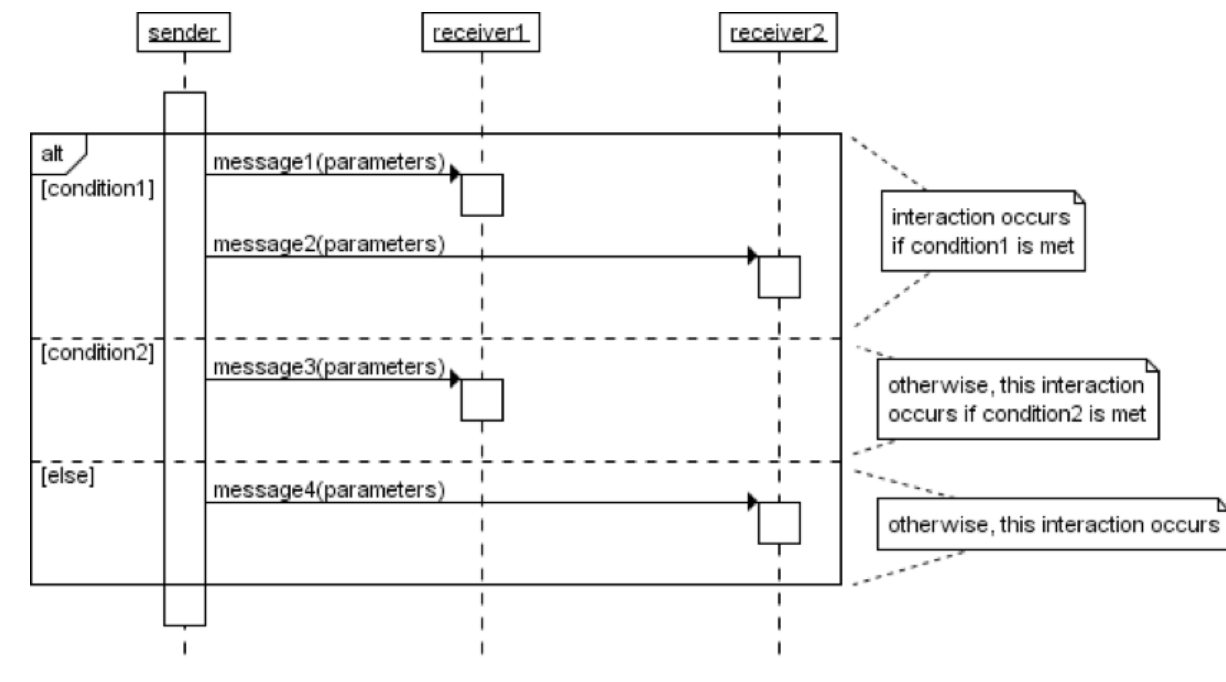 sender
receiver1
receiver2
alt
[condition1]
message1(parameters)
message2(parameters)
interaction occurs
if condition1 is met
[condition2]
message3(parameters)
otherwise, this interaction
occurs if condition2 is met
[else]
message4(parameters)
otherwise, this interaction occurs